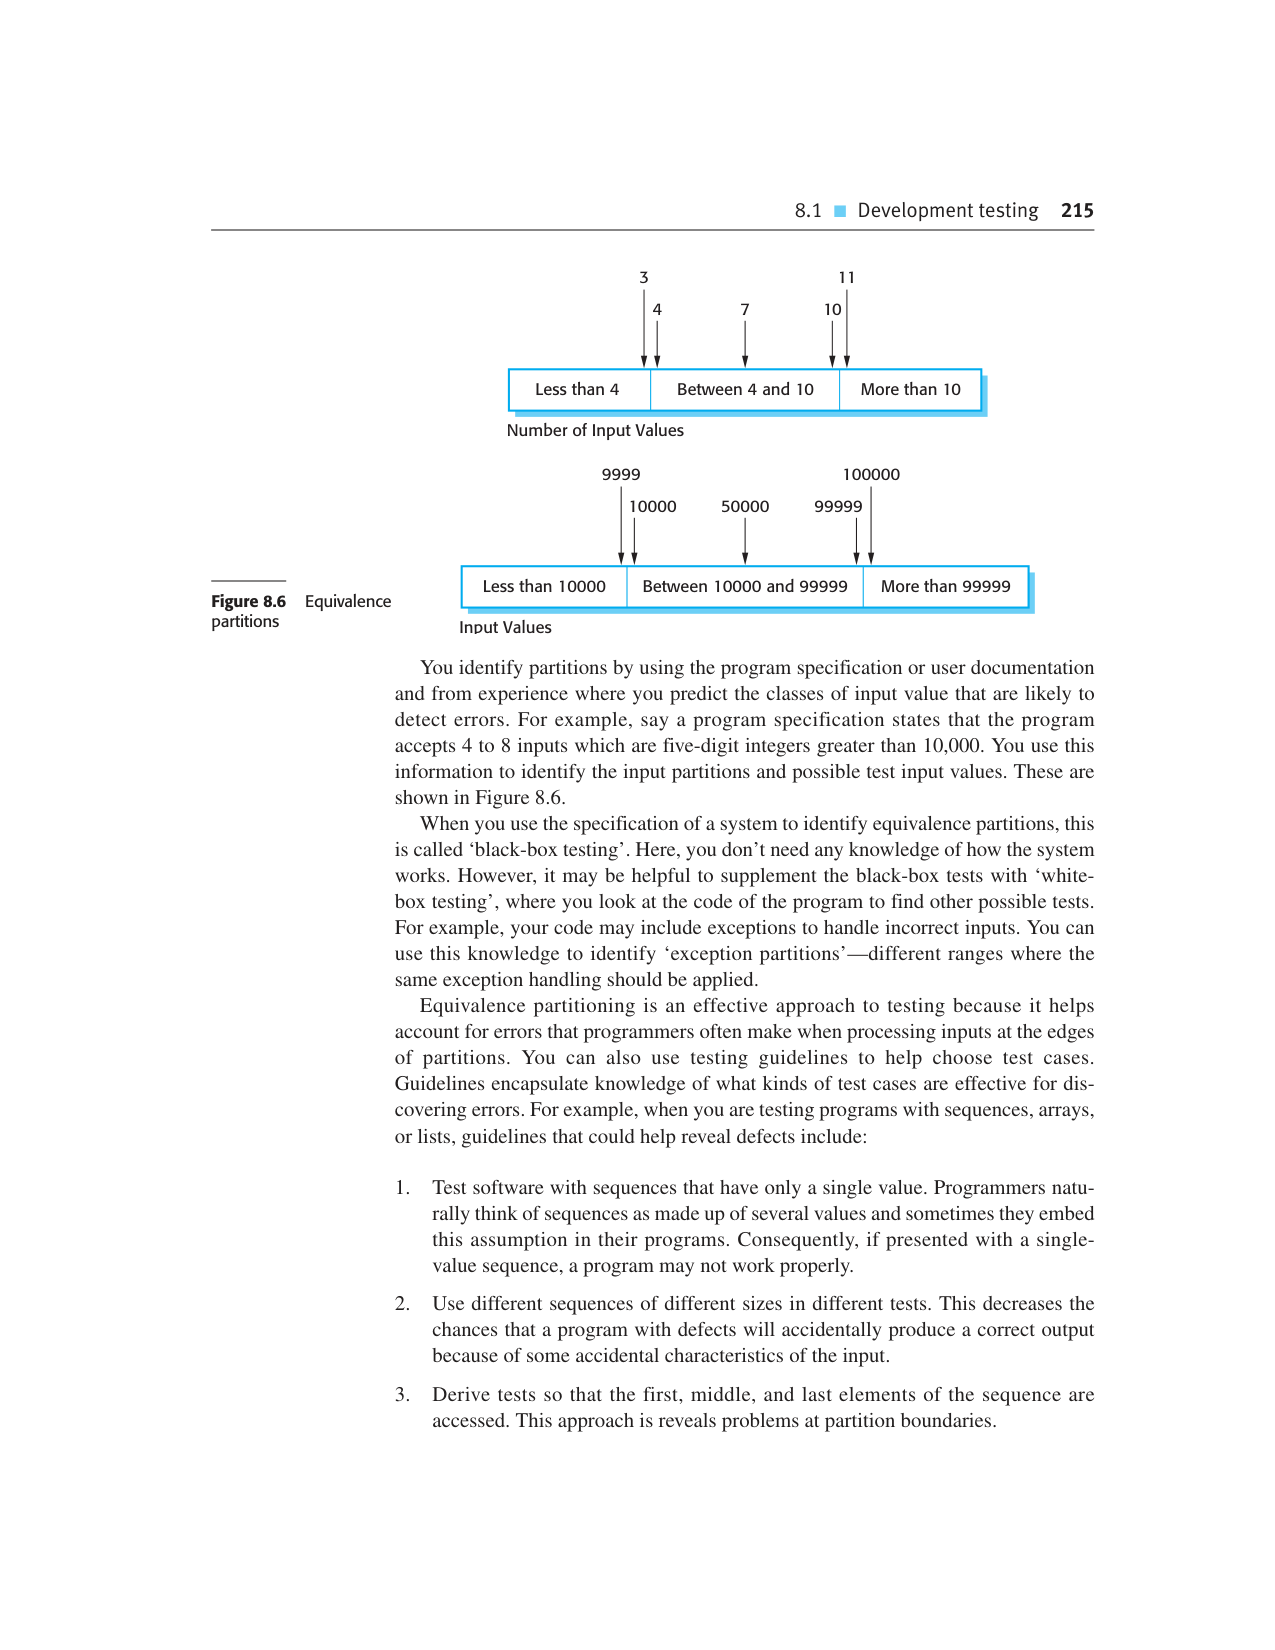 8.1 ■ Development testing 215
3 11
4 7 10
Less than 4 Between 4 and 10 More than 10
Number of Input Values
9999 100000
10000 50000 99999
Less than 10000 Between 10000 and 99999 More than 99999
Input Values
Figure 8.6 Equivalence
partitions
You identify partitions by using the program specification or user documentation
and from experience where you predict the classes of input value that are likely to
detect errors. For example, say a program specification states that the program
accepts 4 to 8 inputs which are five-digit integers greater than 10,000. You use this
information to identify the input partitions and possible test input values. These are
shown in Figure 8.6.
When you use the specification of a system to identify equivalence partitions, this
is called ‘black-box testing’. Here, you don’t need any knowledge of how the system
works. However, it may be helpful to supplement the black-box tests with ‘white-
box testing’, where you look at the code of the program to find other possible tests.
For example, your code may include exceptions to handle incorrect inputs. You can
use this knowledge to identify ‘exception partitions’—different ranges where the
same exception handling should be applied.
Equivalence partitioning is an effective approach to testing because it helps
account for errors that programmers often make when processing inputs at the edges
of partitions. You can also use testing guidelines to help choose test cases.
Guidelines encapsulate knowledge of what kinds of test cases are effective for dis-
covering errors. For example, when you are testing programs with sequences, arrays,
or lists, guidelines that could help reveal defects include:
1. Test software with sequences that have only a single value. Programmers natu-
rally think of sequences as made up of several values and sometimes they embed
this assumption in their programs. Consequently, if presented with a single-
value sequence, a program may not work properly.
2. Use different sequences of different sizes in different tests. This decreases the
chances that a program with defects will accidentally produce a correct output
because of some accidental characteristics of the input.
3. Derive tests so that the first, middle, and last elements of the sequence are
accessed. This approach is reveals problems at partition boundaries.